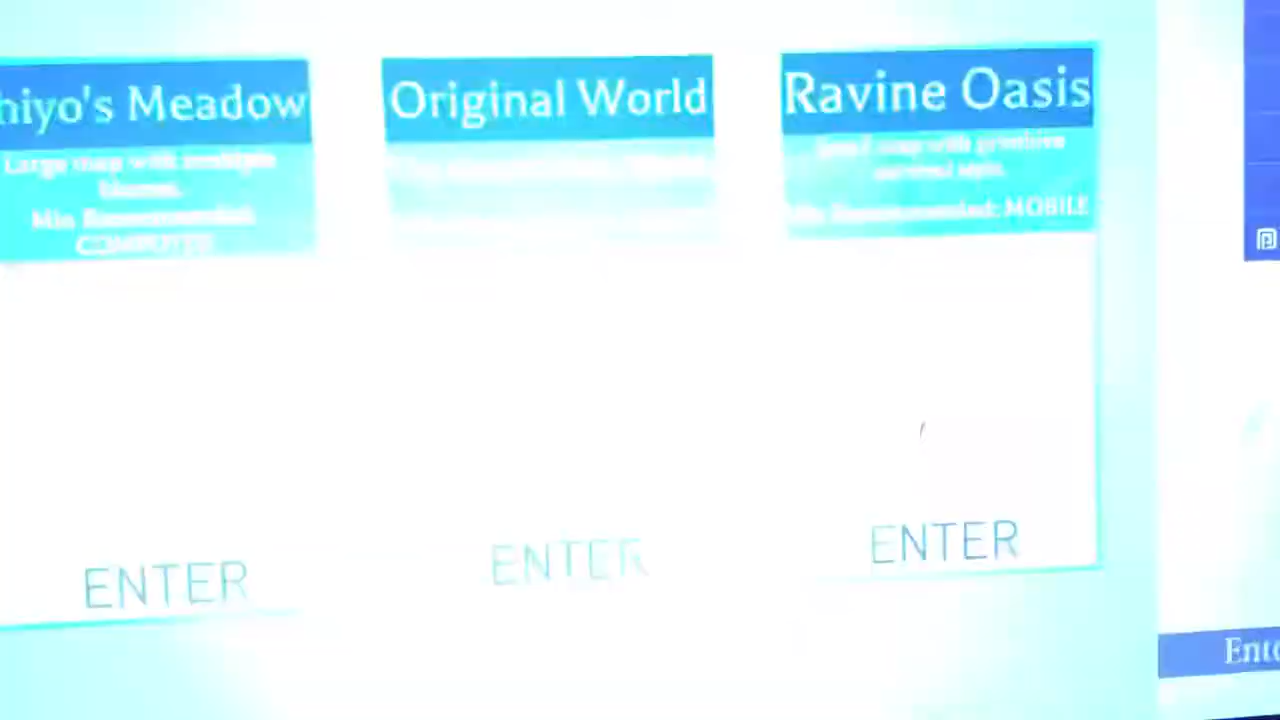 hiyo's Meadow
Large map with multiple
biomes.
Min Recommended:
COMPUTER
ENTER
Original World
ENTER
Ravine Oasis
Small map with primitive
survival style.
Min Recommended: MOBILE
ENTER
Ente